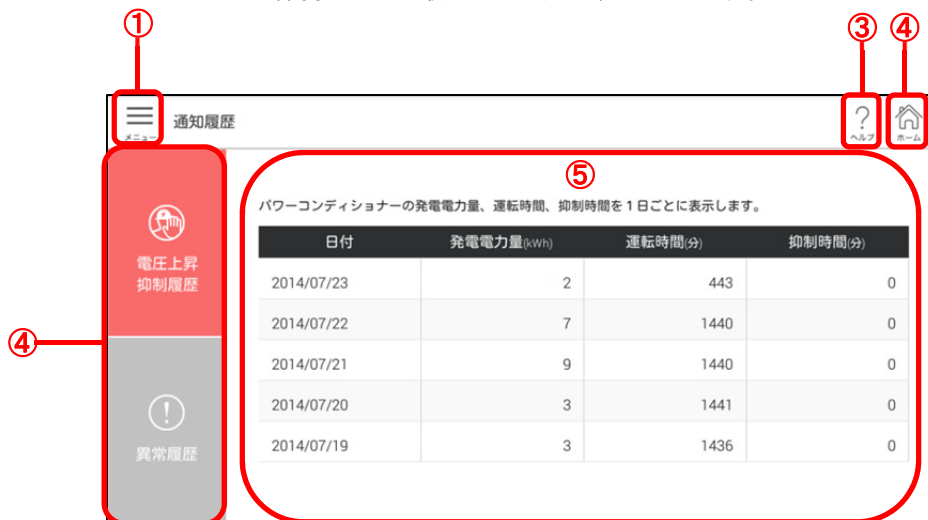 ①
③ ④
メニュー
通知履歴
ヘルプ
ホーム
⑤
パワーコンディショナーの発電電力量、運転時間、抑制時間を1日ごとに表示します。
日付 発電電力量(kWh) 運転時間(分) 抑制時間(分)
2014/07/23 2 443 0
2014/07/22 7 1440 0
2014/07/21 9 1440 0
2014/07/20 3 1441 0
2014/07/19 3 1436 0
電圧上昇
抑制履歴
④
異常履歴